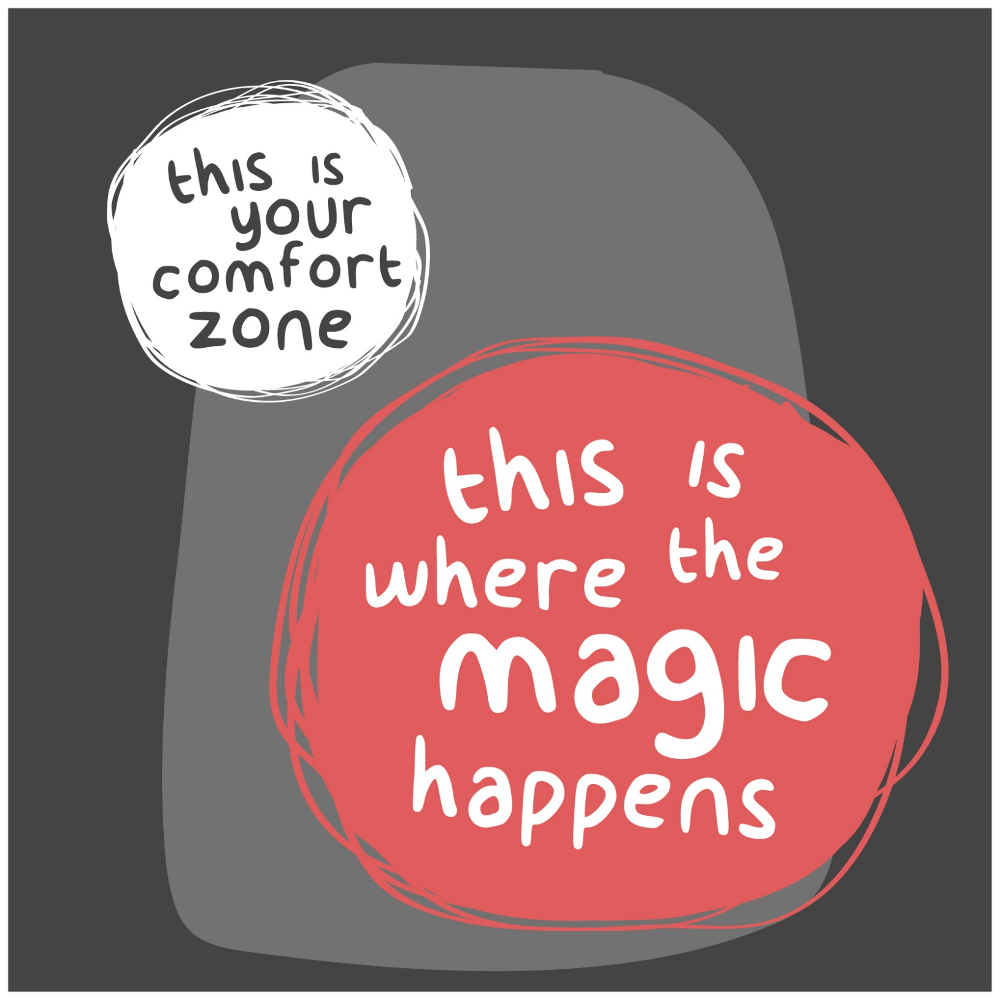 this is
your
comfort
zone
this is
where the
magic
happens